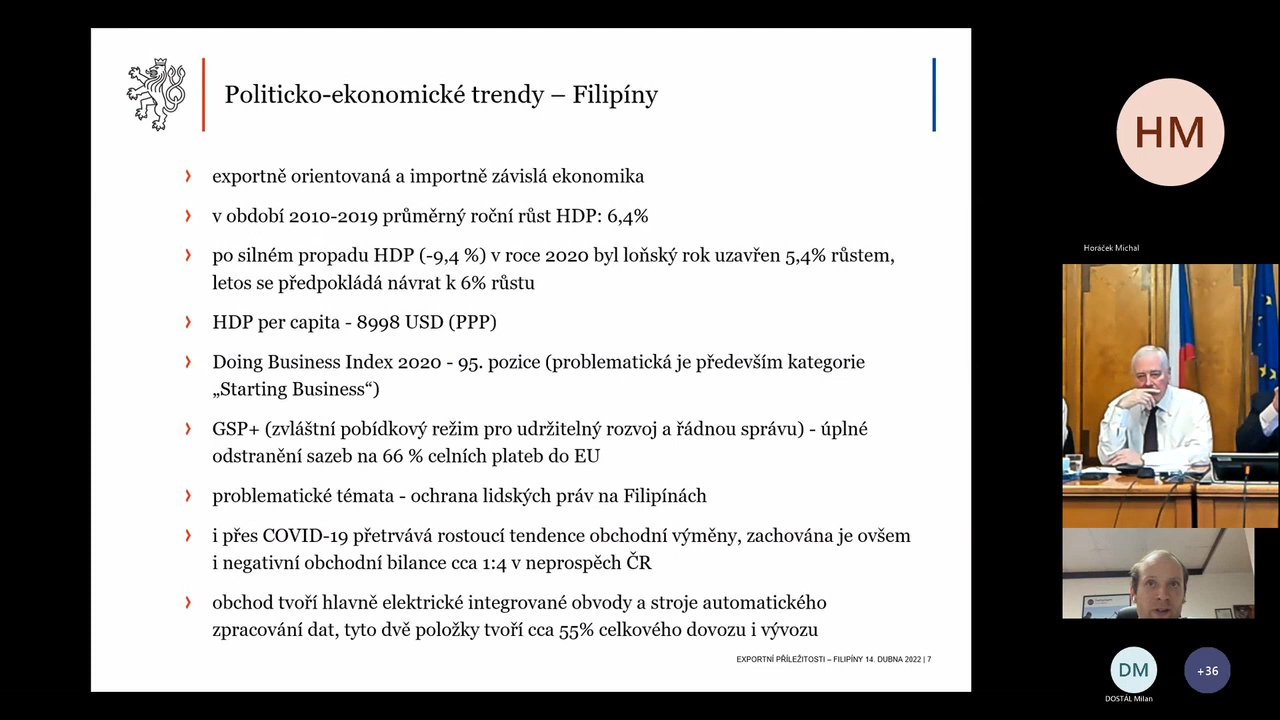 Politicko-ekonomické trendy – Filipíny
exportně orientovaná a importně závislá ekonomika
v období 2010-2019 průměrný roční růst HDP: 6,4%
po silném propadu HDP (-9,4 %) v roce 2020 byl loňský rok uzavřen 5,4% růstem,
letos se předpokládá návrat k 6% růstu
HDP per capita - 8998 USD (PPP)
Doing Business Index 2020 - 95. pozice (problematická je především kategorie
„Starting Business“)
GSP+ (zvláštní pobídkový režim pro udržitelný rozvoj a řádnou správu) - úplné
odstranění sazeb na 66 % celních plateb do EU
problematické témata - ochrana lidských práv na Filipínách
i přes COVID-19 přetrvává rostoucí tendence obchodní výměny, zachována je ovšem
i negativní obchodní bilance cca 1:4 v neprospěch ČR
obchod tvoří hlavně elektrické integrované obvody a stroje automatického
zpracování dat, tyto dvě položky tvoří cca 55% celkového dovozu i vývozu
EXPORTNÍ PŘÍLEŽITOSTI – FILIPÍNY 14. DUBNA 2022 | 7
HM
Horáček Michal
DM
+36
DOSTÁL Milan